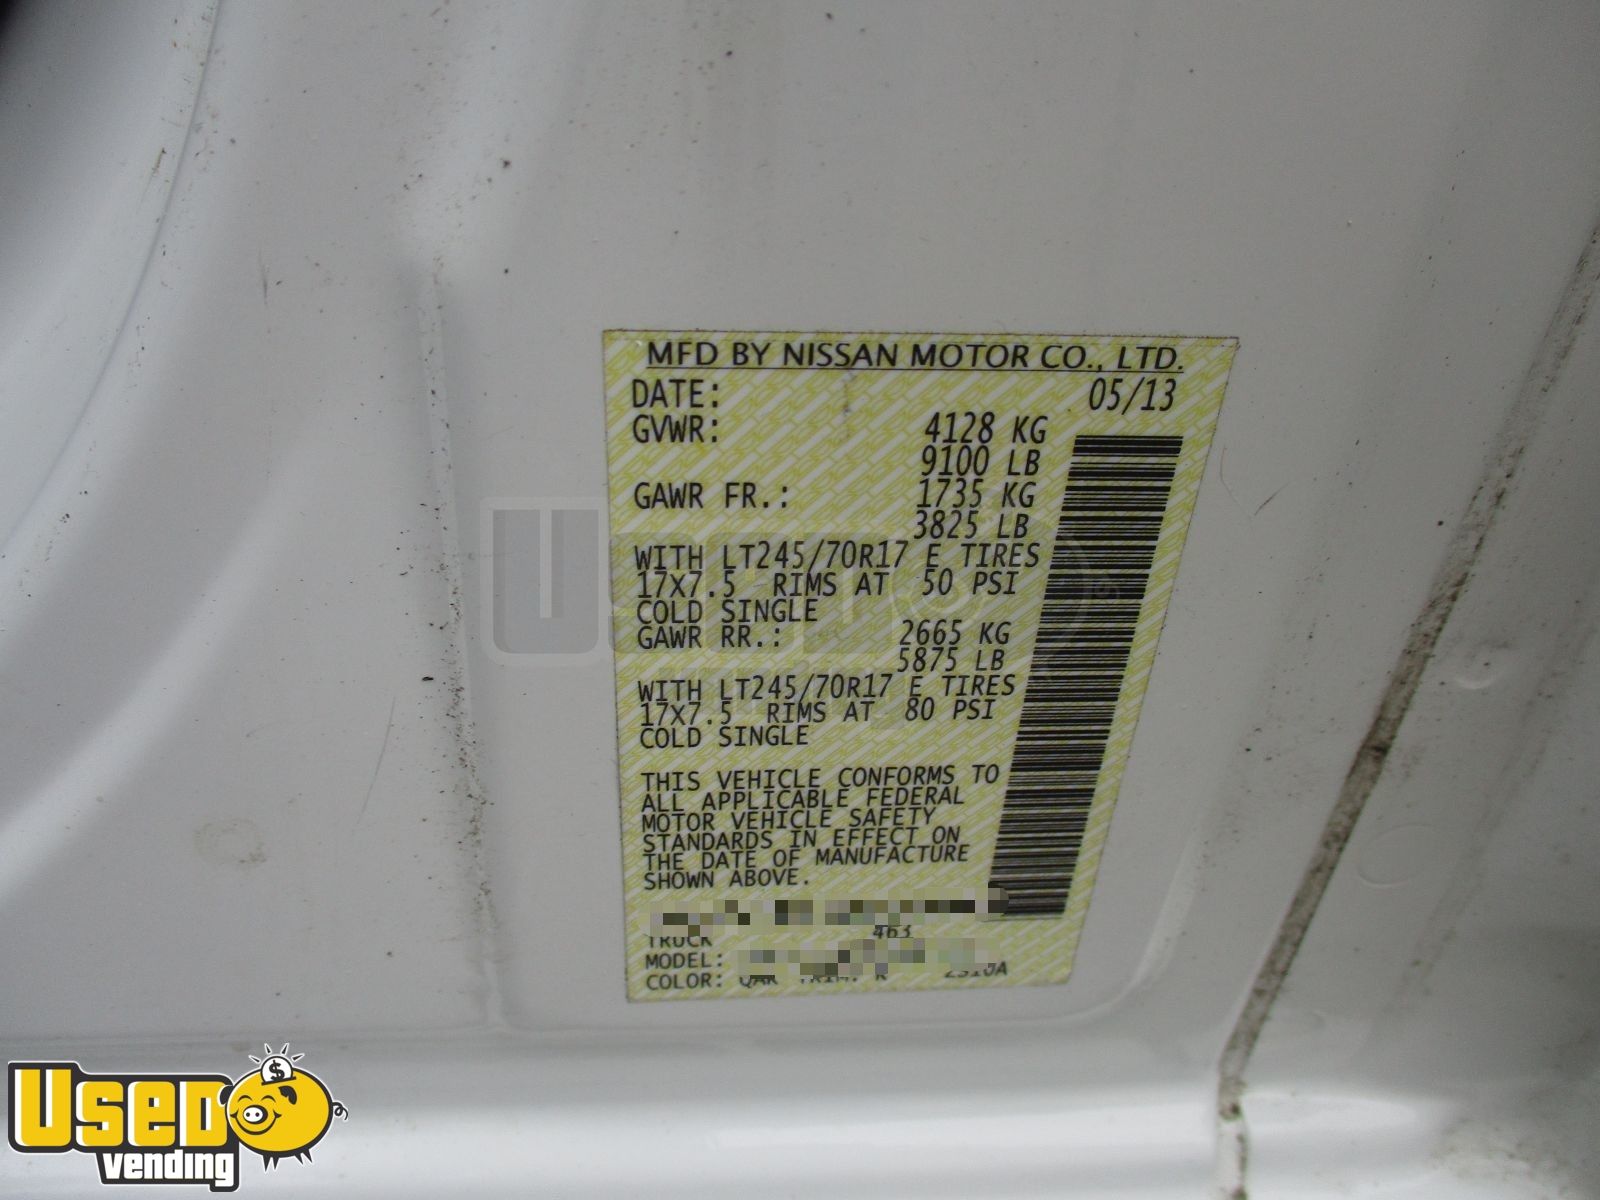 MFD BY NISSAN MOTOR CO., LTD.
DATE: 05/13
GVWR: 4128 KG
9100 LB
GAWR FR.: 1735 KG
3825 LB
WITH LT245/70R17 E TIRES
17X7.5 RIMS AT 50 PSI
COLD SINGLE
GAWR RR.: 2665 KG
5875 LB
WITH LT245/70R17 E TIRES
17X7.5 RIMS AT 80 PSI
COLD SINGLE
THIS VEHICLE CONFORMS TO
ALL APPLICABLE FEDERAL
MOTOR VEHICLE SAFETY
STANDARDS IN EFFECT ON
THE DATE OF MANUFACTURE
SHOWN ABOVE.
TRUCK 463
MODEL:
COLOR: QAK TRIM: K
USED
vending